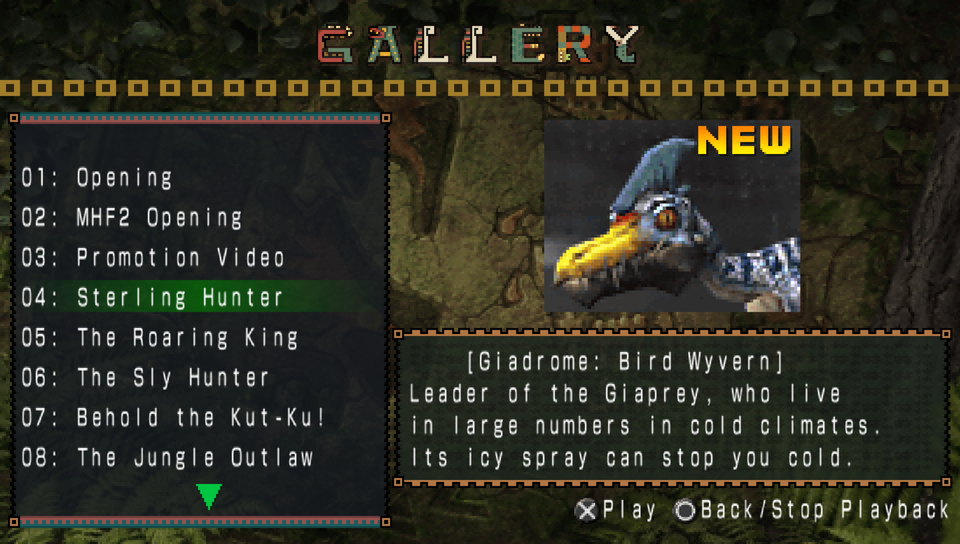 GALLERY
01: Opening
02: MHF2 Opening
03: Promotion Video
04: Sterling Hunter
05: The Roaring King
06: The Sly Hunter
07: Behold the Kut-Ku!
08: The Jungle Outlaw
NEW
[Giadrome: Bird Wyvern]
Leader of the Giaprey, who live
in large numbers in cold climates.
Its icy spray can stop you cold.
Play Back/Stop Playback